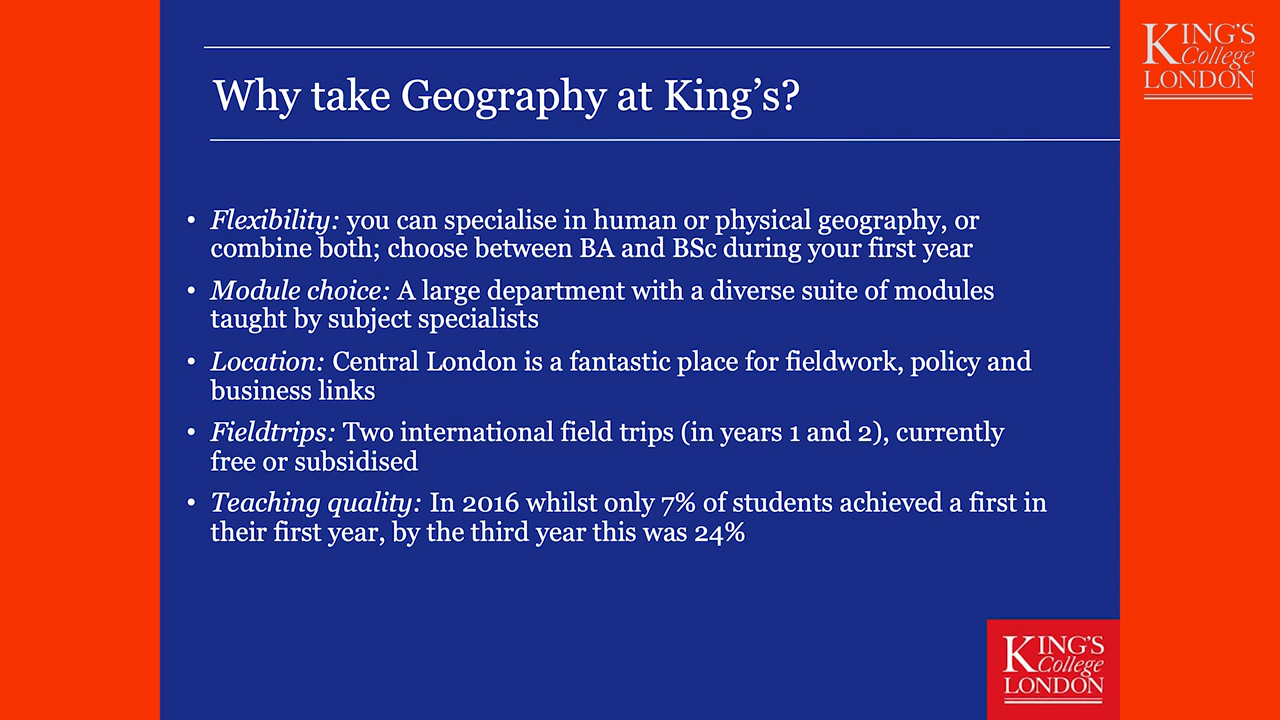 KING'S
College
LONDON
Why take Geography at King’s?
• Flexibility: you can specialise in human or physical geography, or
combine both; choose between BA and BSc during your first year
• Module choice: A large department with a diverse suite of modules
taught by subject specialists
• Location: Central London is a fantastic place for fieldwork, policy and
business links
• Fieldtrips: Two international field trips (in years 1 and 2), currently
free or subsidised
• Teaching quality: In 2016 whilst only 7% of students achieved a first in
their first year, by the third year this was 24%
KING'S
College
LONDON